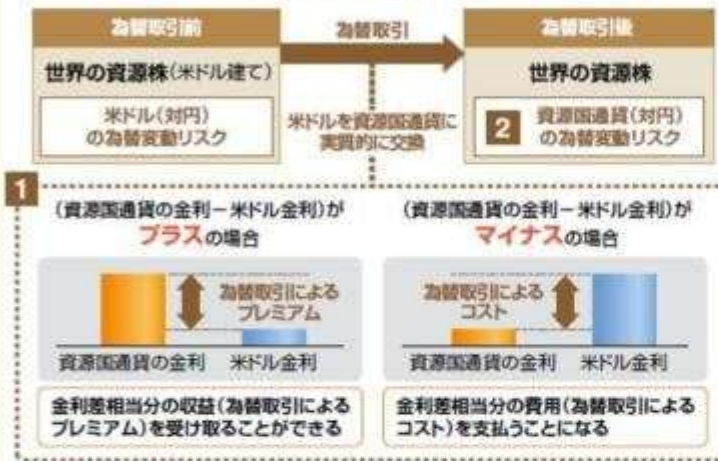 為替取引前
為替取引
為替取引後
世界の資源株(米ドル建て)
世界の資源株
米ドル(対円)
の為替変動リスク
米ドルを資源国通貨に
実質的に交換
2
資源国通貨(対円)
の為替変動リスク
1
(資源国通貨の金利－米ドル金利)が
プラスの場合
為替取引による
プレミアム
資源国通貨の金利
米ドル金利
金利差相当分の収益(為替取引による
プレミアム)を受け取ることができる
(資源国通貨の金利－米ドル金利)が
マイナスの場合
為替取引による
コスト
資源国通貨の金利
米ドル金利
金利差相当分の費用(為替取引による
コスト)を支払うことになる